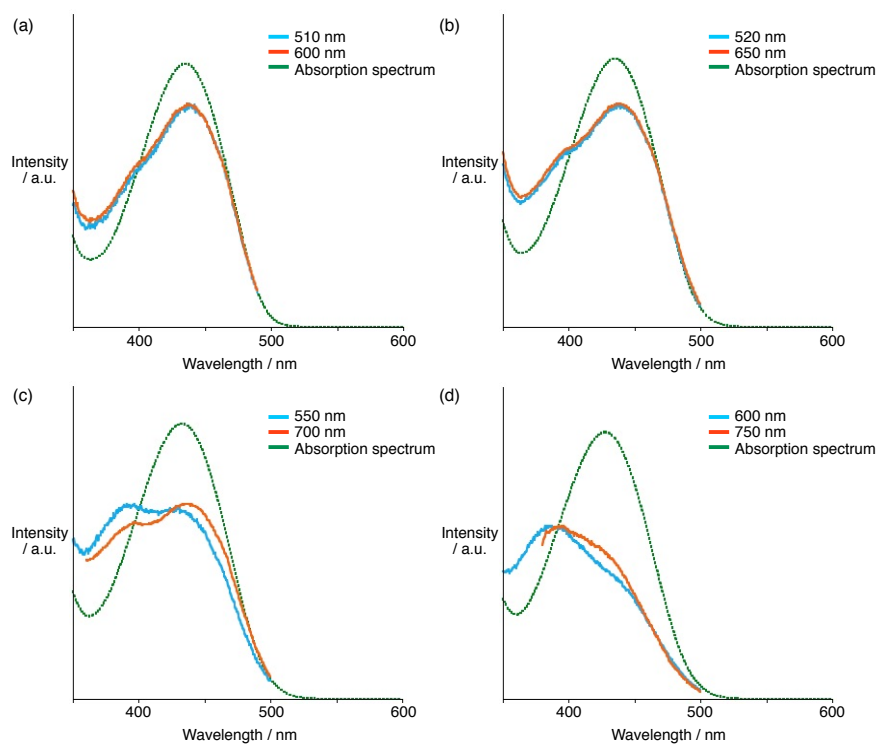 (a)
510 nm
600 nm
Absorption spectrum
Intensity
/ a.u.
400
500
600
Wavelength / nm
(b)
520 nm
650 nm
Absorption spectrum
Intensity
/ a.u.
400
500
600
Wavelength / nm
(c)
550 nm
700 nm
Absorption spectrum
Intensity
/ a.u.
400
500
600
Wavelength / nm
(d)
600 nm
750 nm
Absorption spectrum
Intensity
/ a.u.
400
500
600
Wavelength / nm